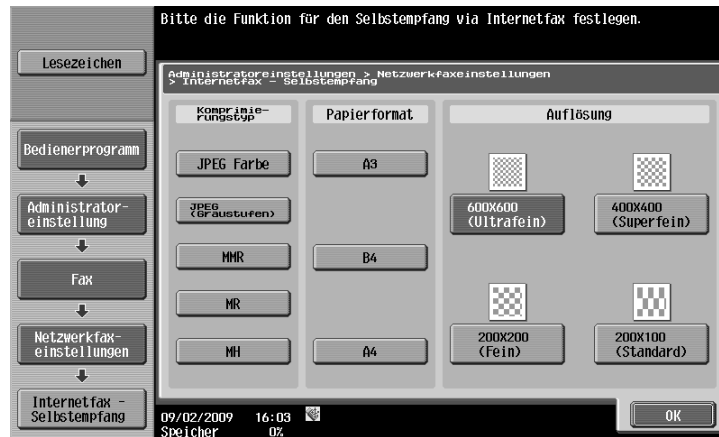 Bitte die Funktion für den Selbstempfang via Internetfax festlegen.
Lesezeichen
Administratoreinstellungen > Netzwerkfaxeinstellungen
> Internetfax - Selbstempfang
Komprimie-
rungstyp
Papierformat
Auflösung
Bedienerprogramm
JPEG Farbe
A3
Administrator-
einstellung
JPEG
(Graustufen)
600X600
(Ultrafein)
400X400
(Superfein)
MMR
B4
Fax
MR
Netzwerkfax-
einstellungen
MH
A4
200X200
(Fein)
200X100
(Standard)
Internetfax -
Selbstempfang
09/02/2009 16:03
Speicher 0%
OK